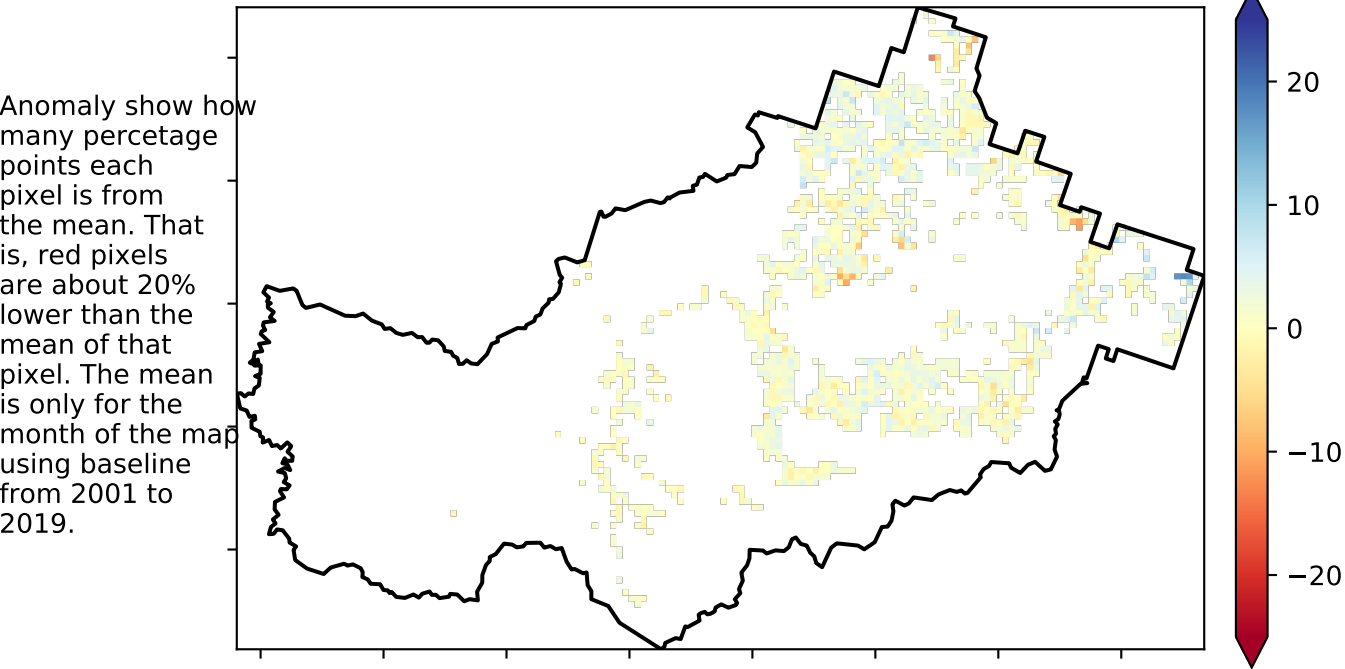 Anomaly show how
many percetage
points each
pixel is from
the mean. That
is, red pixels
are about 20%
lower than the
mean of that
pixel. The mean
is only for the
month of the map
using baseline
from 2001 to
2019.
20
10
0
−10
−20